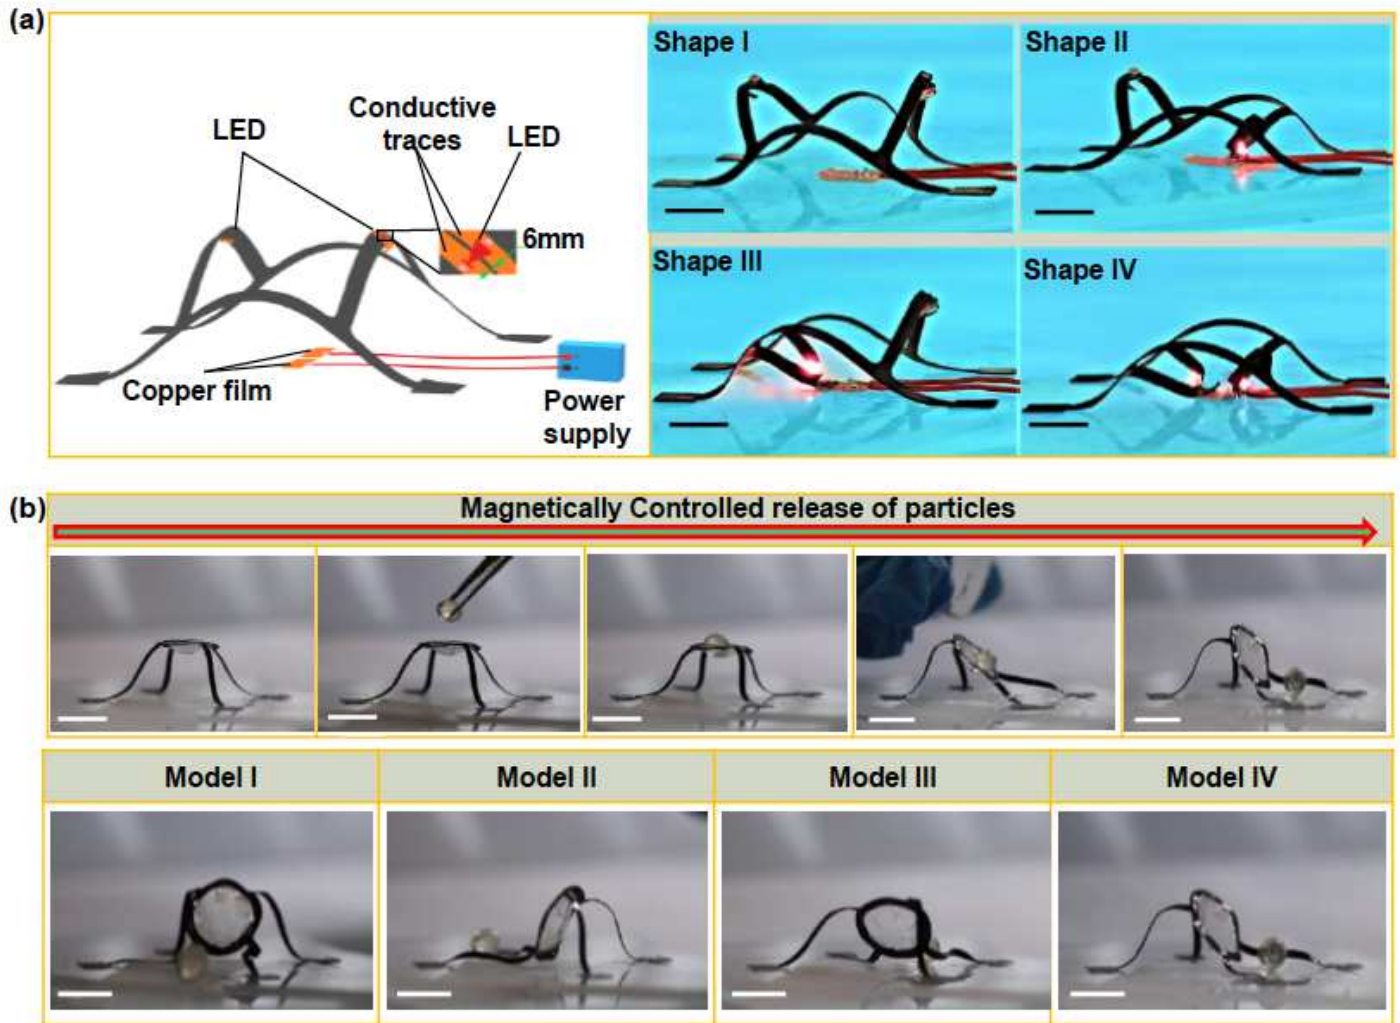 (a)
LED
Conductive
traces
LED
6mm
Copper film
Power
supply
Shape I
Shape II
Shape III
Shape IV
(b)
Magnetically Controlled release of particles
Model I
Model II
Model III
Model IV